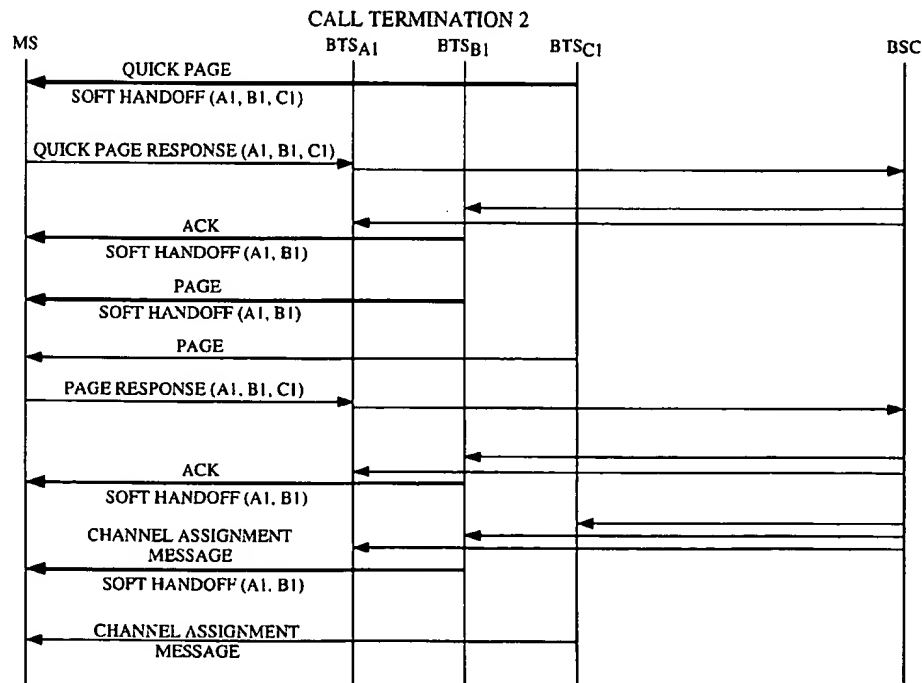 CALL TERMINATION 2
MS BTSA1 BTSB1 BTSC1 BSC
QUICK PAGE
SOFT HANDOFF (A1, B1, C1)
QUICK PAGE RESPONSE (A1, B1, C1)
ACK
SOFT HANDOFF (A1, B1)
PAGE
SOFT HANDOFF (A1, B1)
PAGE
PAGE RESPONSE (A1, B1, C1)
ACK
SOFT HANDOFF (A1, B1)
CHANNEL ASSIGNMENT
MESSAGE
SOFT HANDOFF (A1, B1)
CHANNEL ASSIGNMENT
MESSAGE